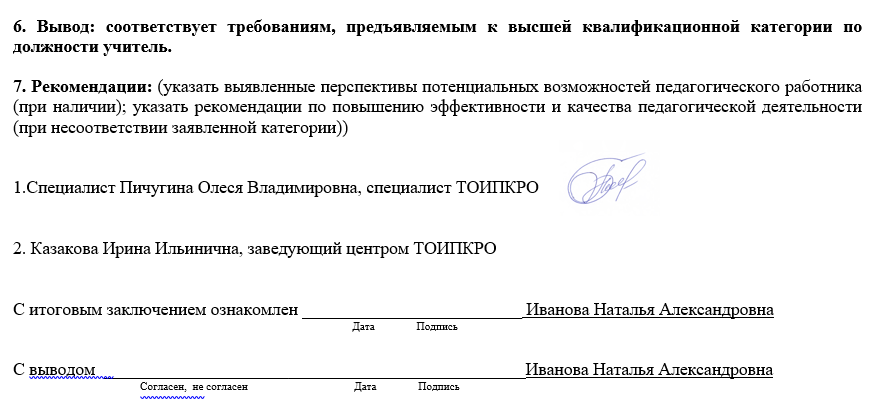 6. Вывод: соответствует требованиям, предъявляемым к высшей квалификационной категории по
должности учитель.
7. Рекомендации: (указать выявленные перспективы потенциальных возможностей педагогического работника
(при наличии); указать рекомендации по повышению эффективности и качества педагогической деятельности
(при несоответствии заявленной категории))
1.Специалист Пичугина Олеся Владимировна, специалист ТОИПКРО
2. Казакова Ирина Ильинична, заведующий центром ТОИПКРО
С итоговым заключением ознакомлен ______________________ Иванова Наталья Александровна
Дата Подпись
С выводом ______________________ Иванова Наталья Александровна
Согласен, не согласен Дата Подпись